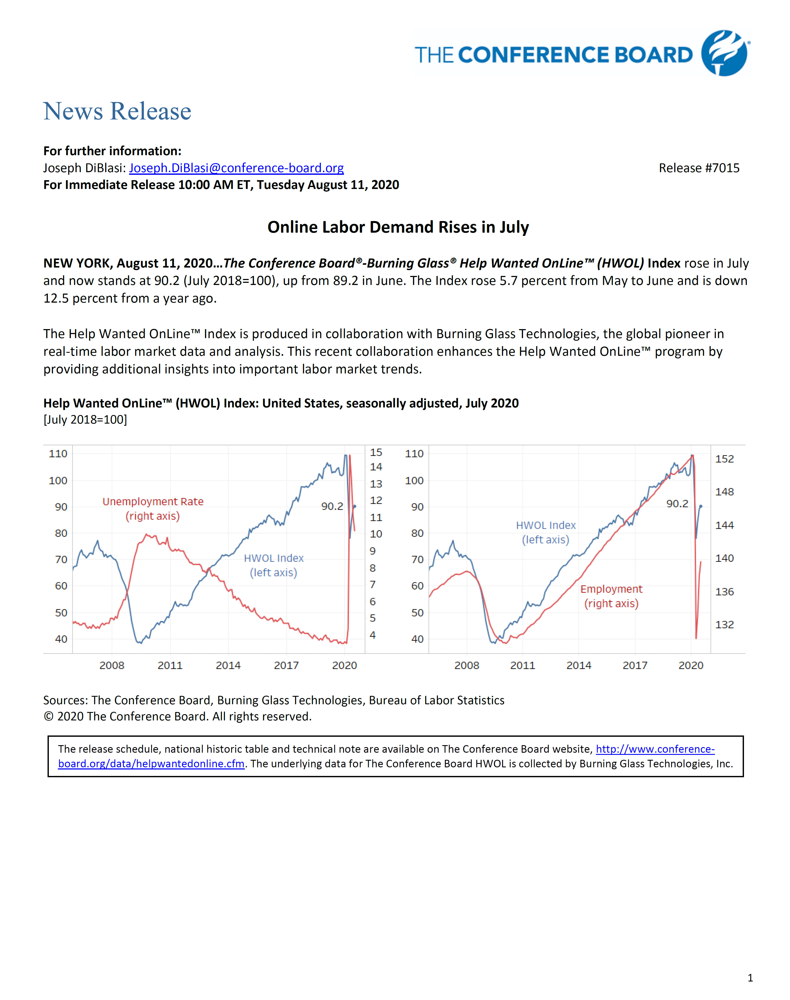 THE CONFERENCE BOARD ®
News Release
For further information:
Joseph DiBlasi: Joseph.DiBlasi@conference-board.org Release #7015
For Immediate Release 10:00 AM ET, Tuesday August 11, 2020
Online Labor Demand Rises in July
NEW YORK, August 11, 2020…The Conference Board®-Burning Glass® Help Wanted OnLine™ (HWOL) Index rose in July
and now stands at 90.2 (July 2018=100), up from 89.2 in June. The Index rose 5.7 percent from May to June and is down
12.5 percent from a year ago.
The Help Wanted OnLine™ Index is produced in collaboration with Burning Glass Technologies, the global pioneer in
real-time labor market data and analysis. This recent collaboration enhances the Help Wanted OnLine™ program by
providing additional insights into important labor market trends.
Help Wanted OnLine™ (HWOL) Index: United States, seasonally adjusted, July 2020
[July 2018=100]
110
100
90
80
70
60
50
40
Unemployment Rate
(right axis)
HWOL Index
(left axis)
90.2
15
14
13
12
11
10
9
8
7
6
5
4
2008 2011 2014 2017 2020
110
100
90
80
70
60
50
40
HWOL Index
(left axis)
Employment
(right axis)
90.2
152
148
144
140
136
132
2008 2011 2014 2017 2020
Sources: The Conference Board, Burning Glass Technologies, Bureau of Labor Statistics
© 2020 The Conference Board. All rights reserved.
The release schedule, national historic table and technical note are available on The Conference Board website, http://www.conference-
board.org/data/helpwantedonline.cfm. The underlying data for The Conference Board HWOL is collected by Burning Glass Technologies, Inc.
1